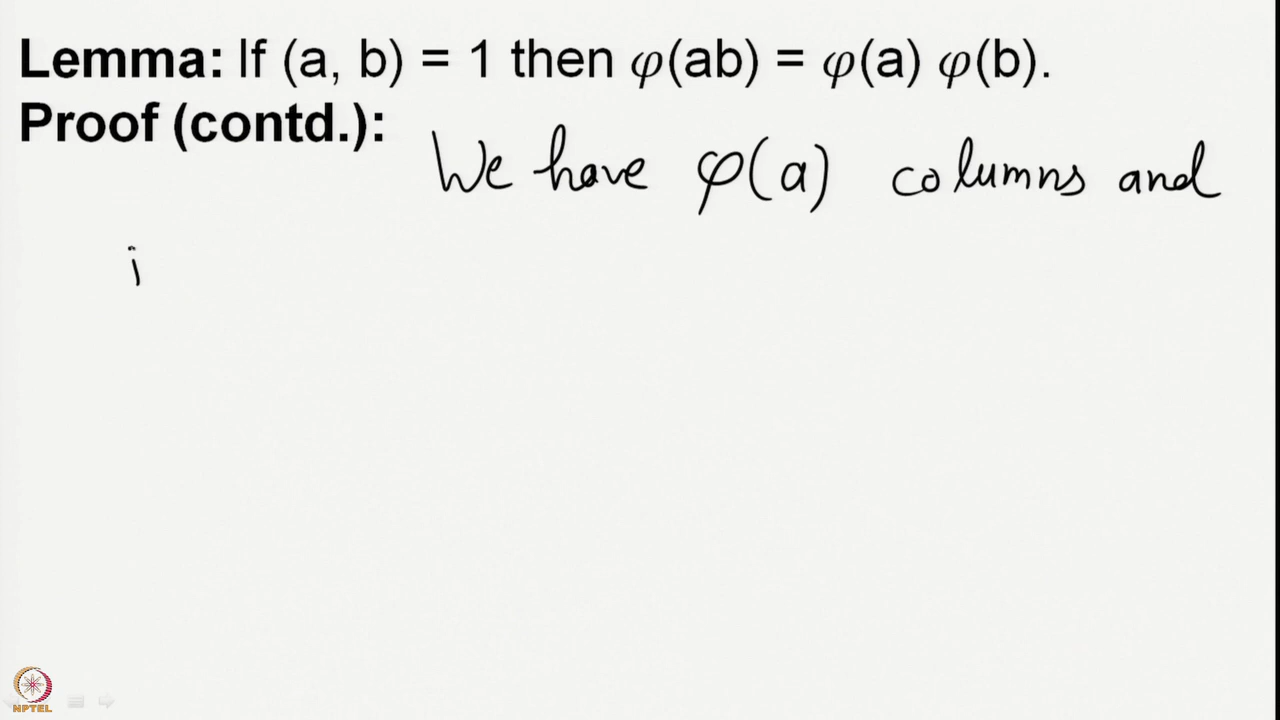 Lemma: If (a, b) = 1 then φ(ab) = φ(a) φ(b).
Proof (contd.):
We have φ(a) columns and
i
NPTEL